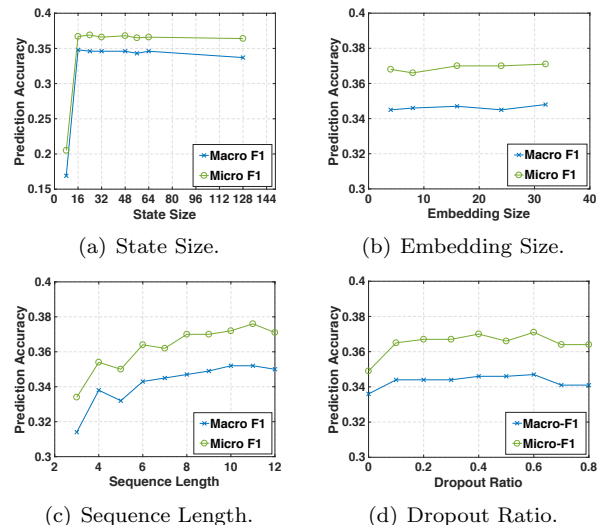 0.4
0.35
0.3
0.25
0.2
0.15
Prediction Accuracy
0 16 32 48 64 80 96 112 128 144
State Size
Macro F1
Micro F1
(a) State Size.
0.4
0.38
0.36
0.34
0.32
0.3
Prediction Accuracy
0 10 20 30 40
Embedding Size
Macro F1
Micro F1
(b) Embedding Size.
0.4
0.38
0.36
0.34
0.32
0.3
Prediction Accuracy
2 4 6 8 10 12
Sequence Length
Macro F1
Micro F1
(c) Sequence Length.
0.4
0.38
0.36
0.34
0.32
0.3
Prediction Accuracy
0 0.2 0.4 0.6 0.8
Dropout Ratio
Macro-F1
Micro-F1
(d) Dropout Ratio.